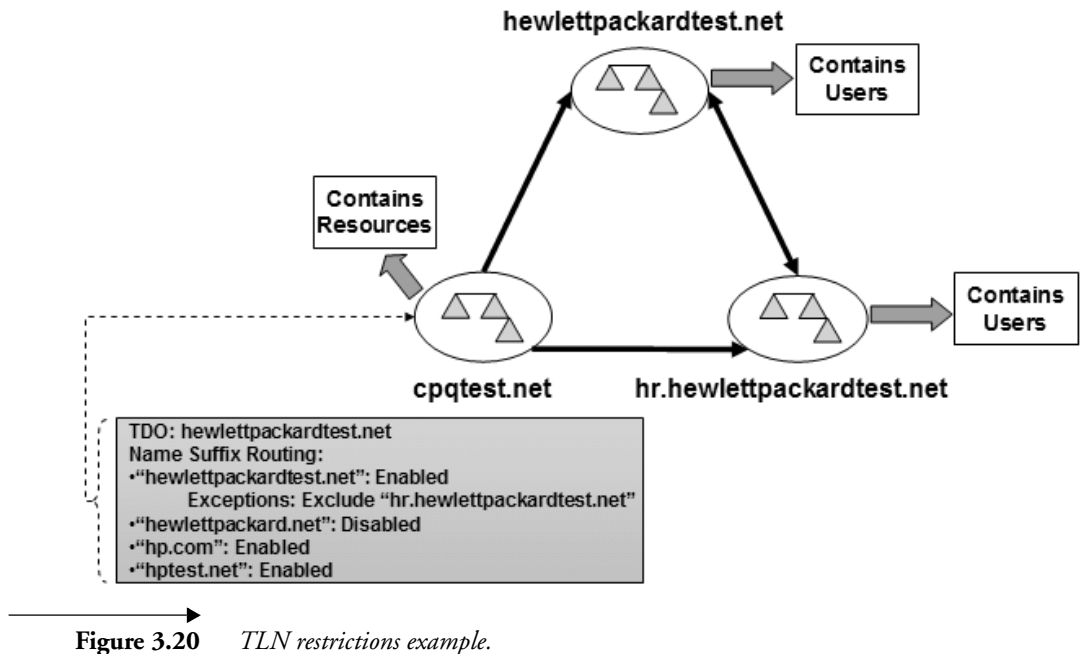 hewlettpackardtest.net
Contains
Users
Contains
Resources
Contains
Users
cpqtest.net
hr.hewlettpackardtest.net
TDO: hewlettpackardtest.net
Name Suffix Routing:
•“hewlettpackardtest.net”: Enabled
Exceptions: Exclude “hr.hewlettpackardtest.net”
•“hewlettpackard.net”: Disabled
•“hp.com”: Enabled
•“hptest.net”: Enabled
Figure 3.20 TLN restrictions example.